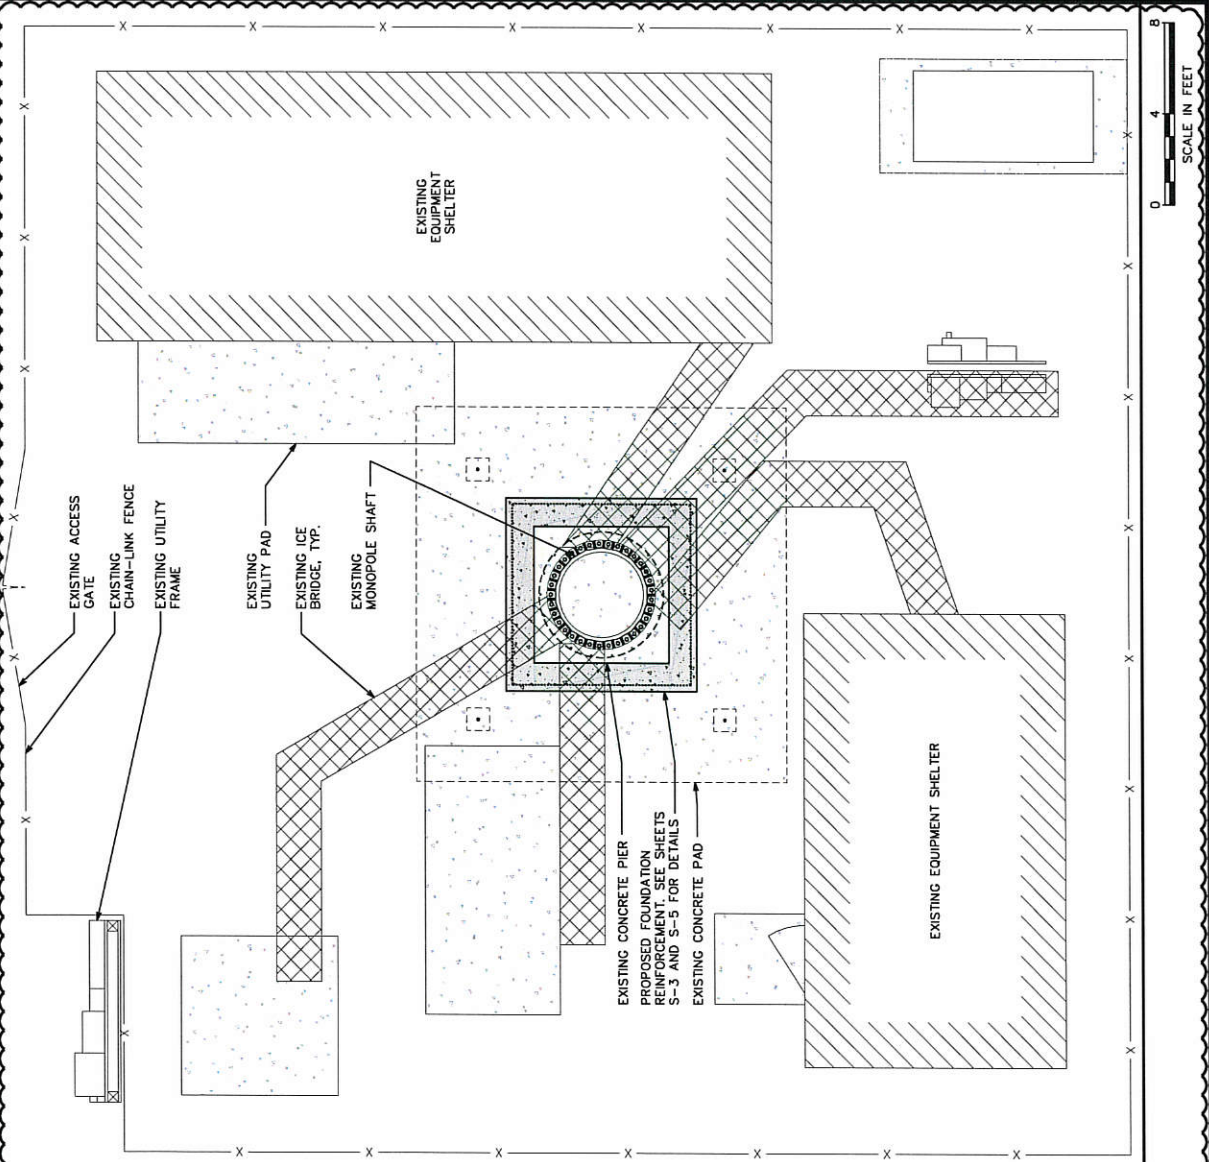 EXISTING ACCESS
GATE
EXISTING
CHAIN-LINK FENCE
EXISTING UTILITY
FRAME
EXISTING
UTILITY PAD
EXISTING ICE
BRIDGE, TYP.
EXISTING
MONOPOLE SHAFT
EXISTING
EQUIPMENT
SHELTER
EXISTING CONCRETE PIER
PROPOSED FOUNDATION
REINFORCEMENT. SEE SHEETS
S-3 AND S-5 FOR DETAILS
EXISTING CONCRETE PAD
EXISTING EQUIPMENT SHELTER
0 4 8
SCALE IN FEET